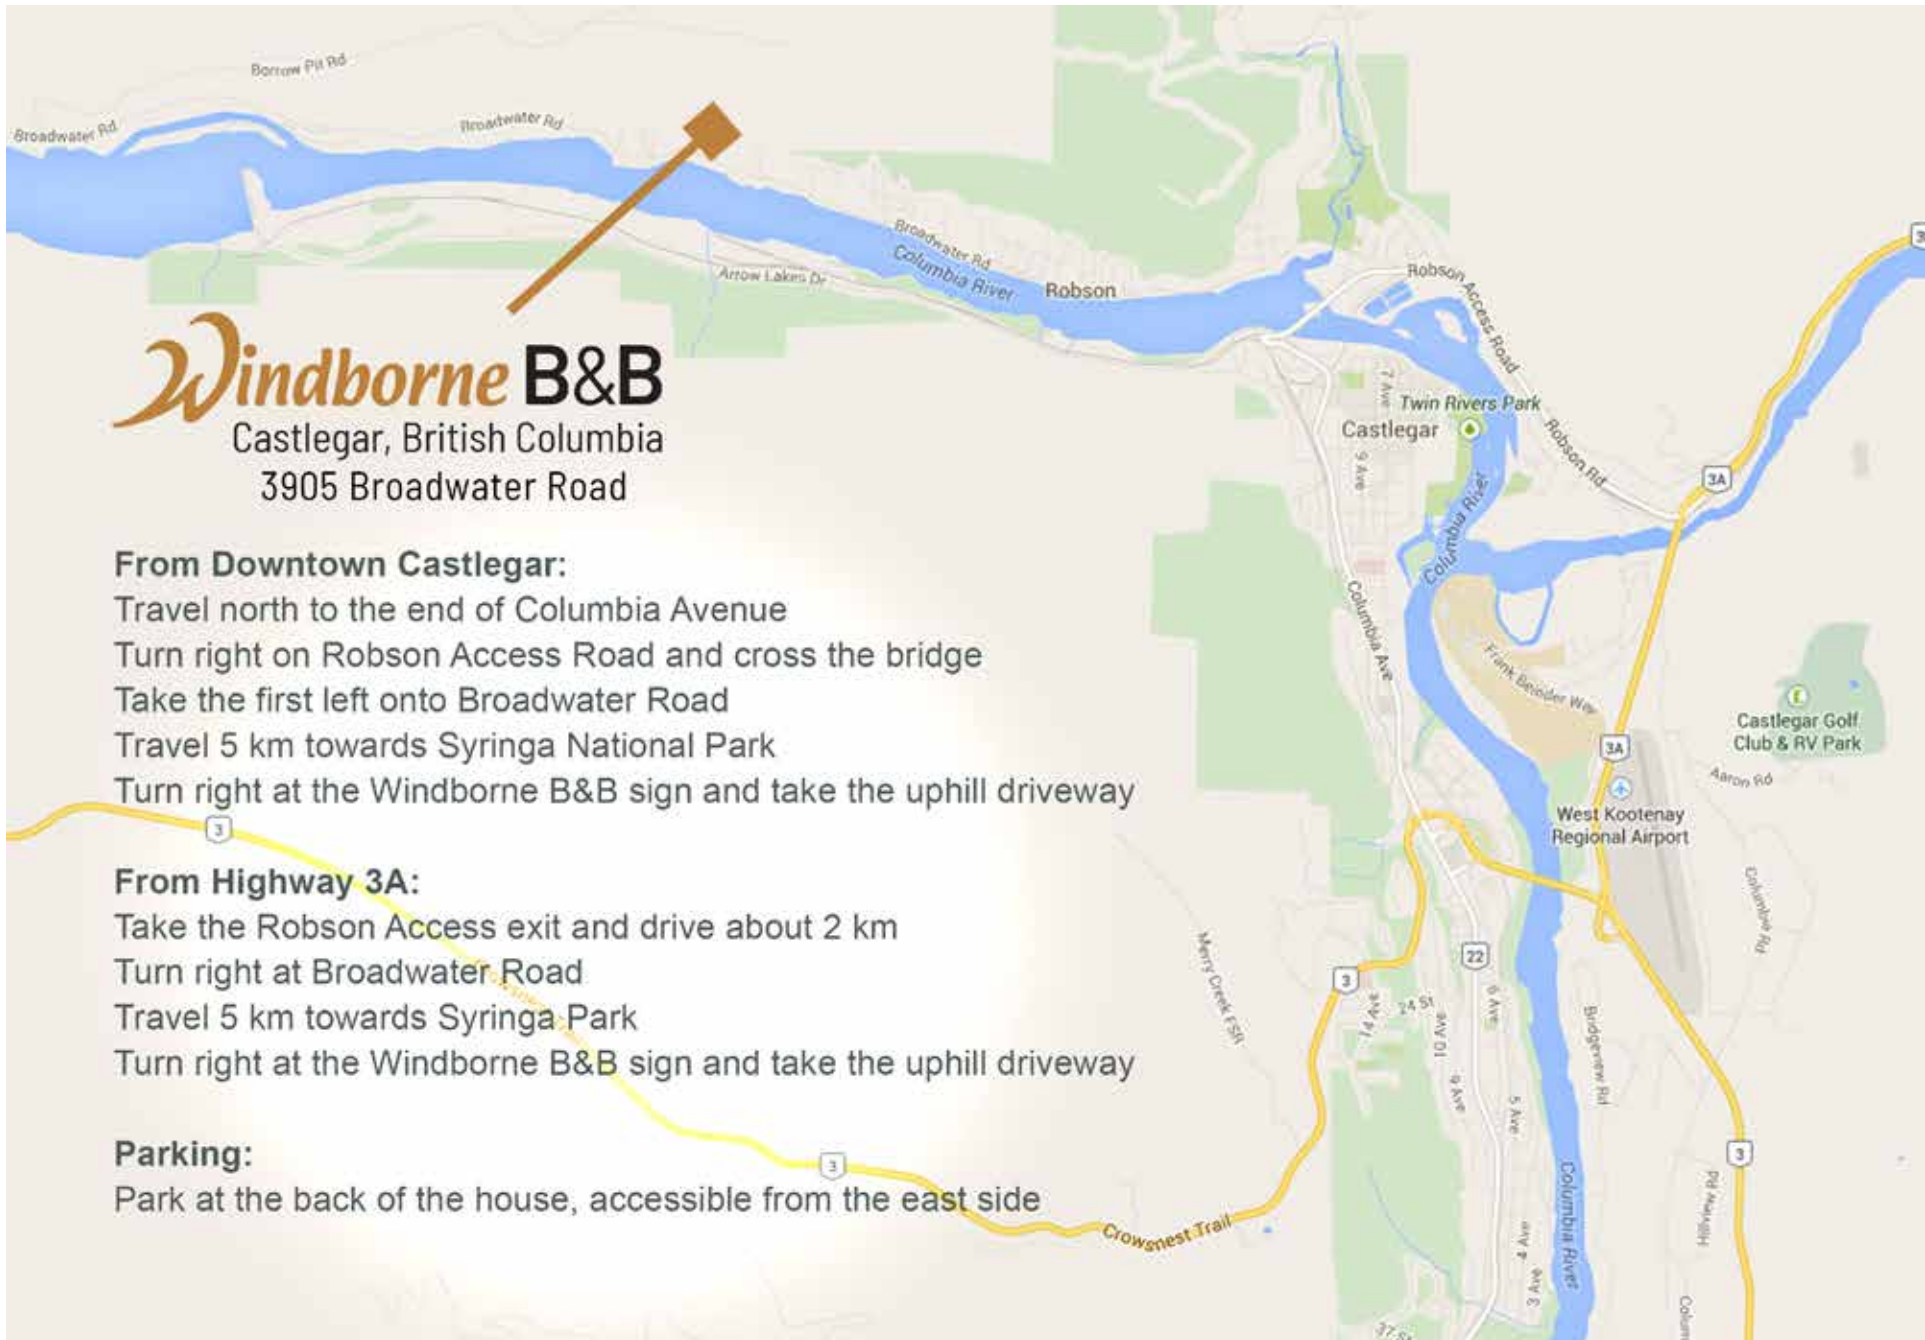 Borrow Pit Rd
Broadwater Rd
Broadwater Rd
Broadwater Rd
Columbia River
Robson
Arrow Lakes Dr
Robson Access Road
3
Windborne B&B
Castlegar, British Columbia
3905 Broadwater Road
7 Ave
Twin Rivers Park
Castlegar
9 Ave
Robson Rd
3A
Columbia River
From Downtown Castlegar:
Travel north to the end of Columbia Avenue
Turn right on Robson Access Road and cross the bridge
Take the first left onto Broadwater Road
Travel 5 km towards Syringa National Park
Turn right at the Windborne B&B sign and take the uphill driveway
Columbia Ave
Frank Beinder Way
Castlegar Golf
Club & RV Park
3A
Aaron Rd
West Kootenay
Regional Airport
3
From Highway 3A:
Take the Robson Access exit and drive about 2 km
Turn right at Broadwater Road
Travel 5 km towards Syringa Park
Turn right at the Windborne B&B sign and take the uphill driveway
Columbia Rd
Merry Creek FSR
22
3
14 Ave
24 St
10 Ave
6 Ave
9 Ave
5 Ave
Bridgeview Rd
3
3
Parking:
Park at the back of the house, accessible from the east side
Crowsnest Trail
Columbia River
Hillview Rd
4 Ave
3 Ave